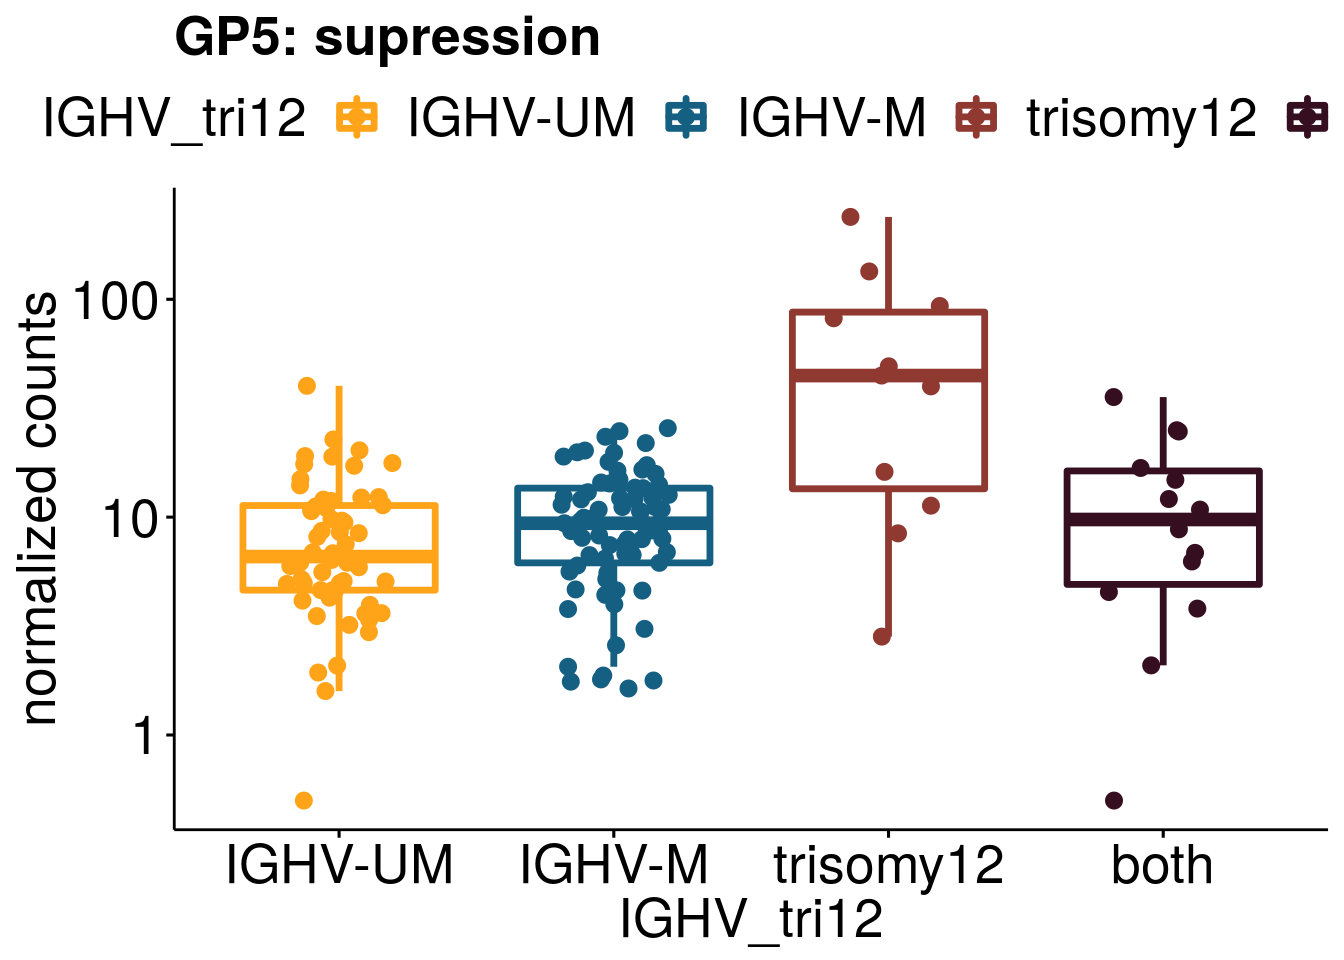 GP5: supression
IGHV_tri12 IGHV-UM IGHV-M trisomy12
normalized counts
100
10
1
IGHV-UM IGHV-M trisomy12 both
IGHV_tri12